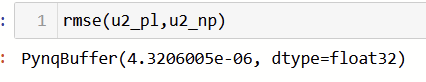 1 rmse(u2_pl,u2_np)
: PynqBuffer(4.3206005e-06, dtype=float32)